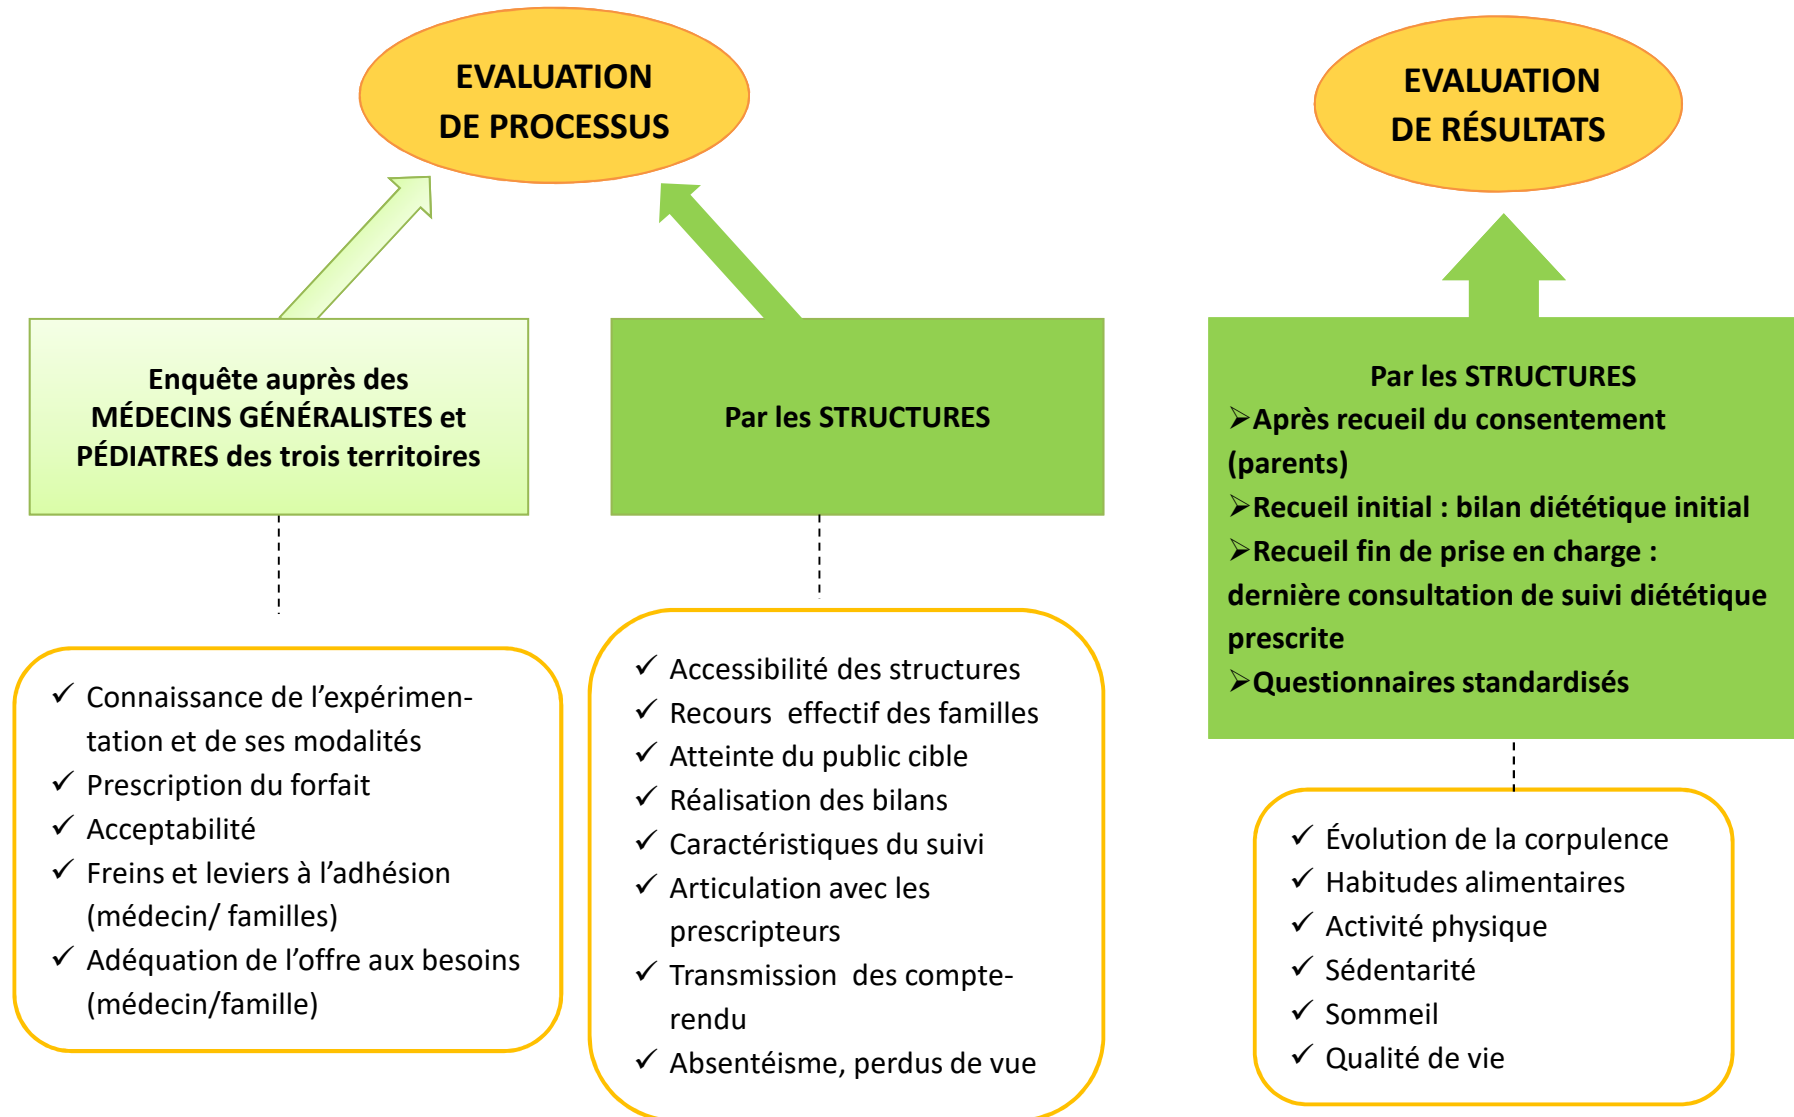 EVALUATION
DE PROCESSUS
EVALUATION
DE RÉSULTATS
Enquête auprès des
MÉDECINS GÉNÉRALISTES et
PÉDIATRES des trois territoires
Par les STRUCTURES
Par les STRUCTURES
➢Après recueil du consentement
(parents)
➢Recueil initial : bilan diététique initial
➢Recueil fin de prise en charge :
dernière consultation de suivi diététique
prescrite
➢Questionnaires standardisés
✓ Connaissance de l’expérimen-
tation et de ses modalités
✓ Prescription du forfait
✓ Acceptabilité
✓ Freins et leviers à l’adhésion
(médecin/ familles)
✓ Adéquation de l’offre aux besoins
(médecin/famille)
✓ Accessibilité des structures
✓ Recours  effectif des familles
✓ Atteinte du public cible
✓ Réalisation des bilans
✓ Caractéristiques du suivi
✓ Articulation avec les
prescripteurs
✓ Transmission  des compte-
rendu
✓ Absentéisme, perdus de vue
✓ Évolution de la corpulence
✓ Habitudes alimentaires
✓ Activité physique
✓ Sédentarité
✓ Sommeil
✓ Qualité de vie